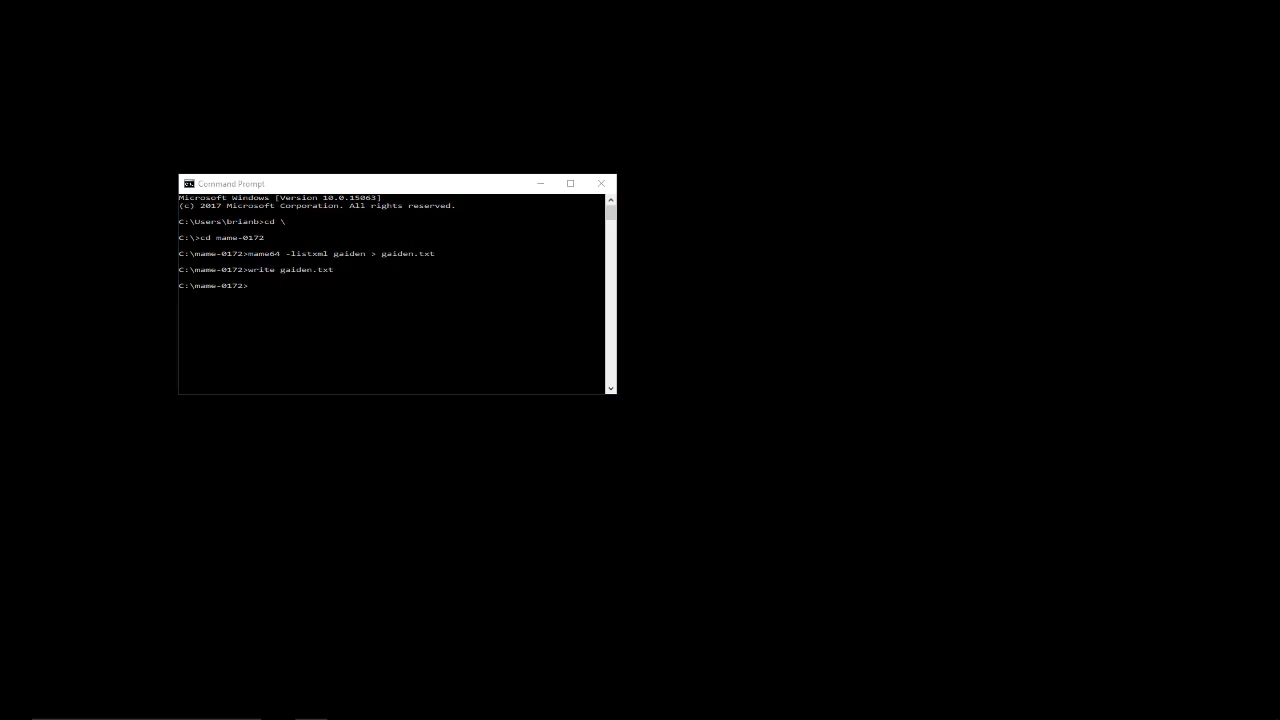 Command Prompt
Microsoft Windows [Version 10.0.15063]
(c) 2017 Microsoft Corporation. All rights reserved.
C:\Users\brianb>cd \
C:\>cd mame-0172
C:\mame-0172>mame64 -listxml gaiden > gaiden.txt
C:\mame-0172>write gaiden.txt
C:\mame-0172>